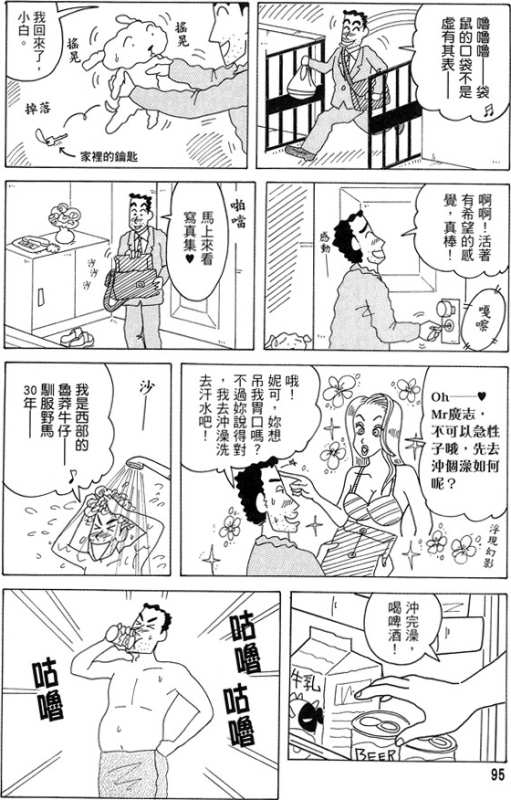 嚕嚕嚕——袋
鼠的口袋不是
虛有其表——♪
我回來了，
小白。
搖晃
搖晃
掉落
家裡的鑰匙
啊啊！活著
有希望的感
覺，真棒！
感動
嘎嚓
啪噹
馬上來看
寫真集♥
沙
沙
Oh——♥
Mr廣志，
不可以急性
子哦，先去
沖個澡如何
呢？
浮現幻影
哦！
妮可，妳想
吊我胃口嗎？
不過妳說得對
，我去沖澡洗
去汗水吧！
沙
我是西部的
魯莽牛仔——
馴服野馬
30年——♪
沖完澡，
喝啤酒！
牛乳
BEER
咕嚕
咕嚕
咕嚕
95